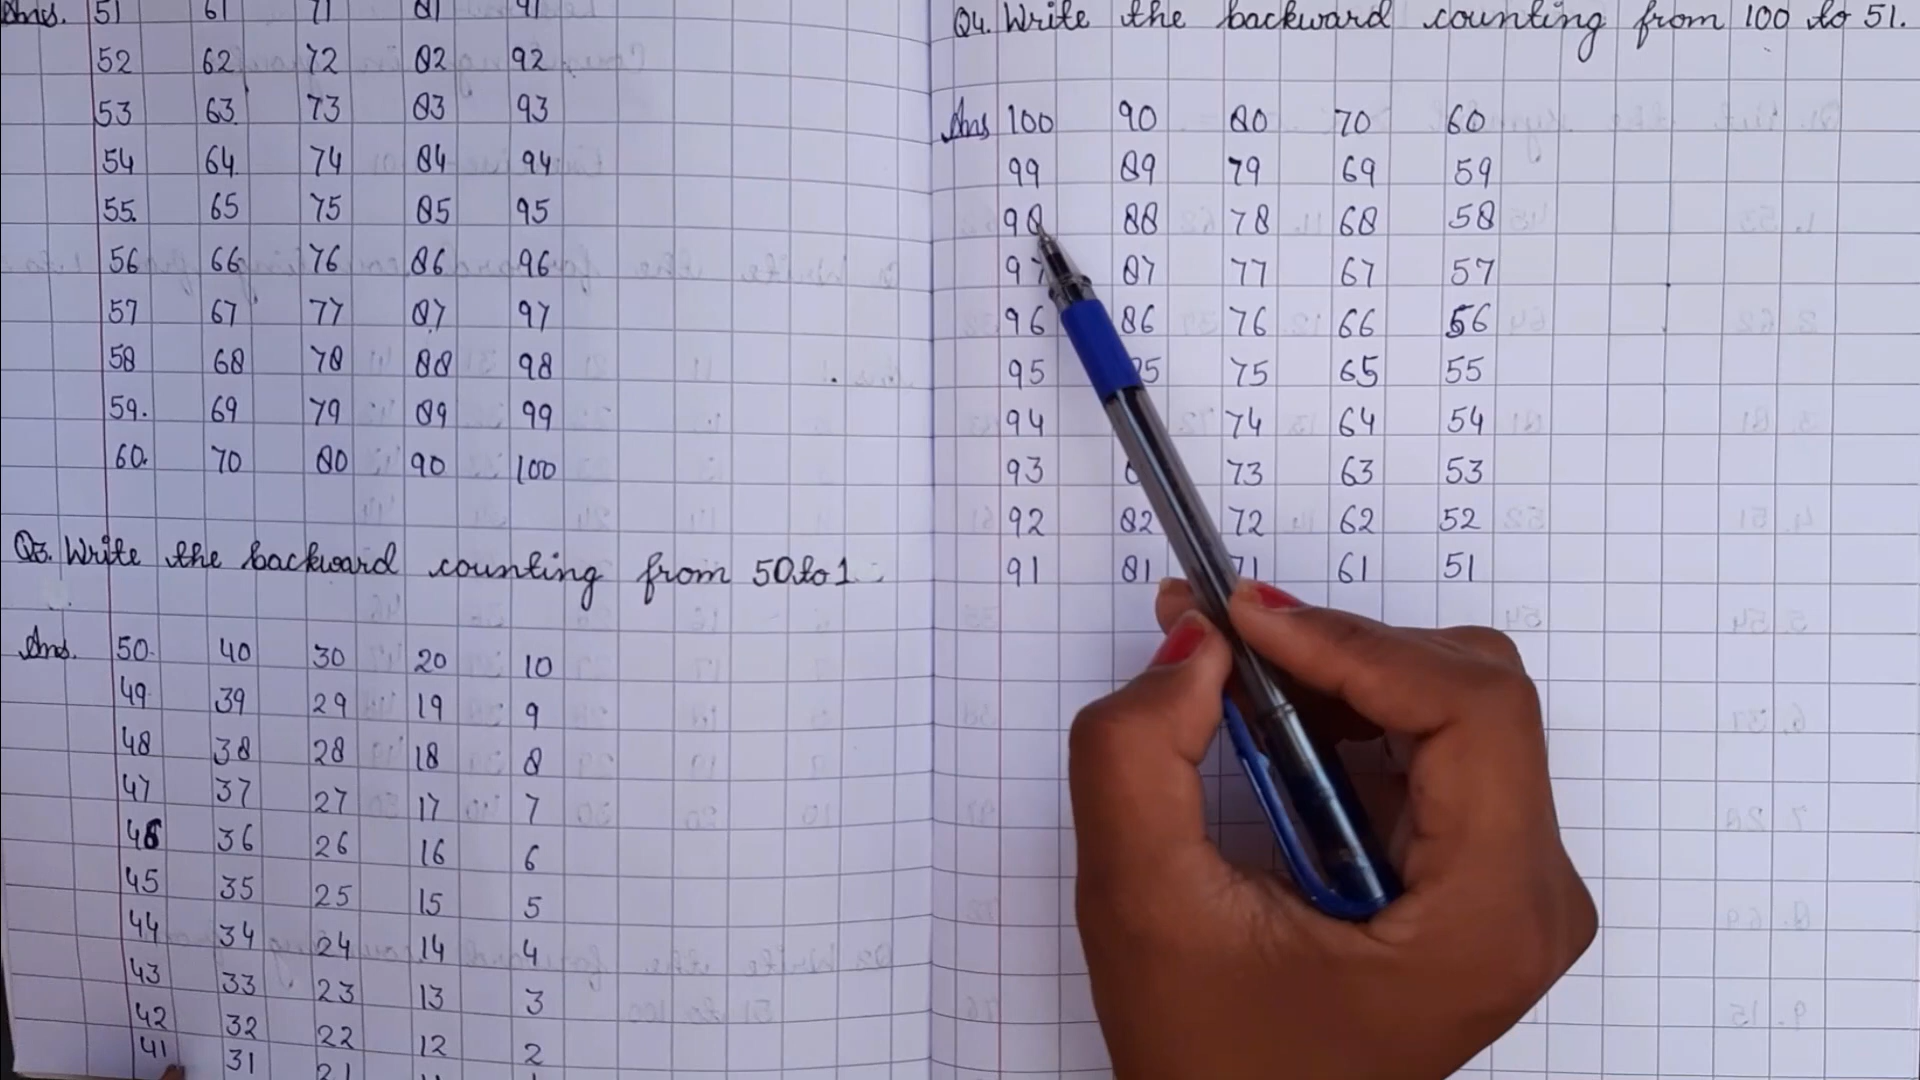 Ans. 51 61 71 81 91
52 62 72 82 92
53 63 73 83 93
54 64 74 84 94
55. 65 75 85 95
56 66 76 86 96
57 67 77 87 97
58 68 78 88 98
59. 69 79 89 99
60. 70 80 90 100
Q3. Write the backward counting from 50 to 1.
Ans. 50. 40 30 20 10
49 39 29 19 9
48 38 28 18 8
47 37 27 17 7
46 36 26 16 6
45 35 25 15 5
44 34 24 14 4
43 33 23 13 3
42 32 22 12 2
41 31 21
Q4. Write the backward counting from 100 to 51.
Ans 100 90 80 70 60
99 89 79 69 59
98 88 78 68 58
97 87 77 67 57
96 86 76 66 56
95 75 65 55
94 74 64 54
93 73 63 53
92 82 72 62 52
91 81 71 61 51